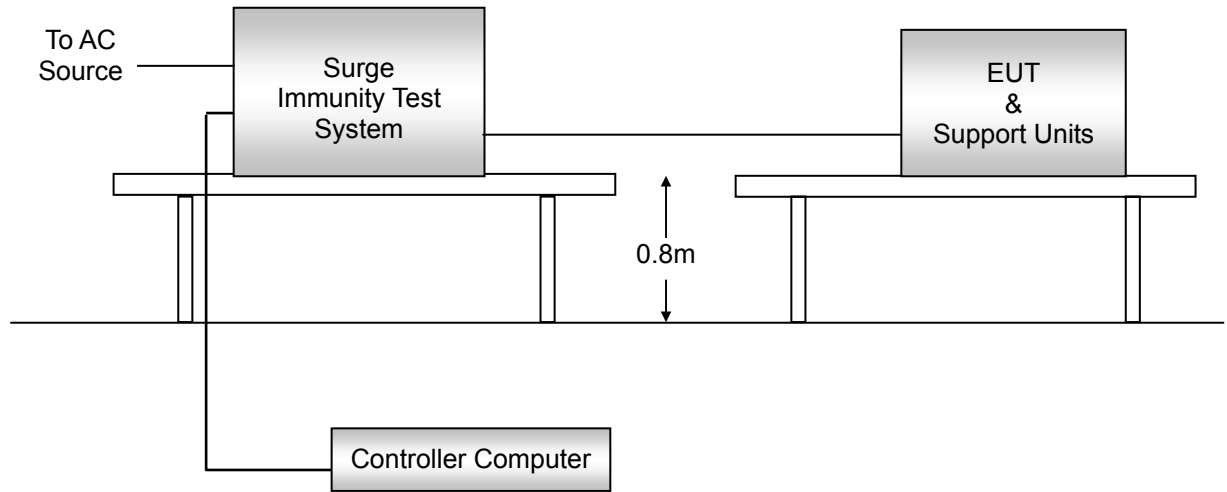 To AC
Source
Surge
Immunity Test
System
EUT
&
Support Units
0.8m
Controller Computer